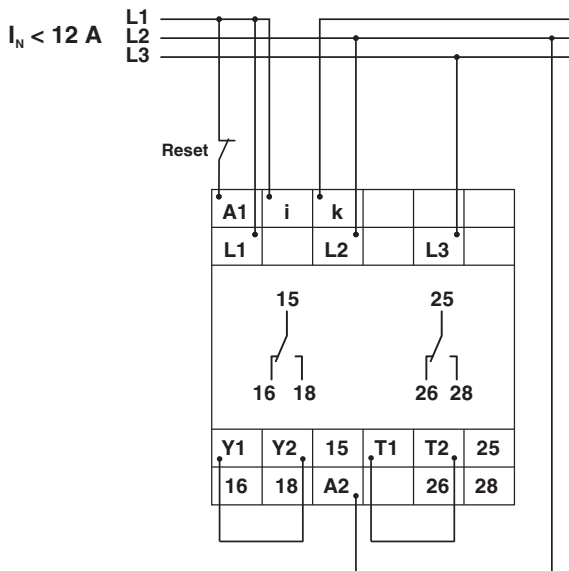 L1
I_N < 12 A L2
L3
Reset
A1 i k
L1 L2 L3
15 25
16 18 26 28
Y1 Y2 15 T1 T2 25
16 18 A2 26 28